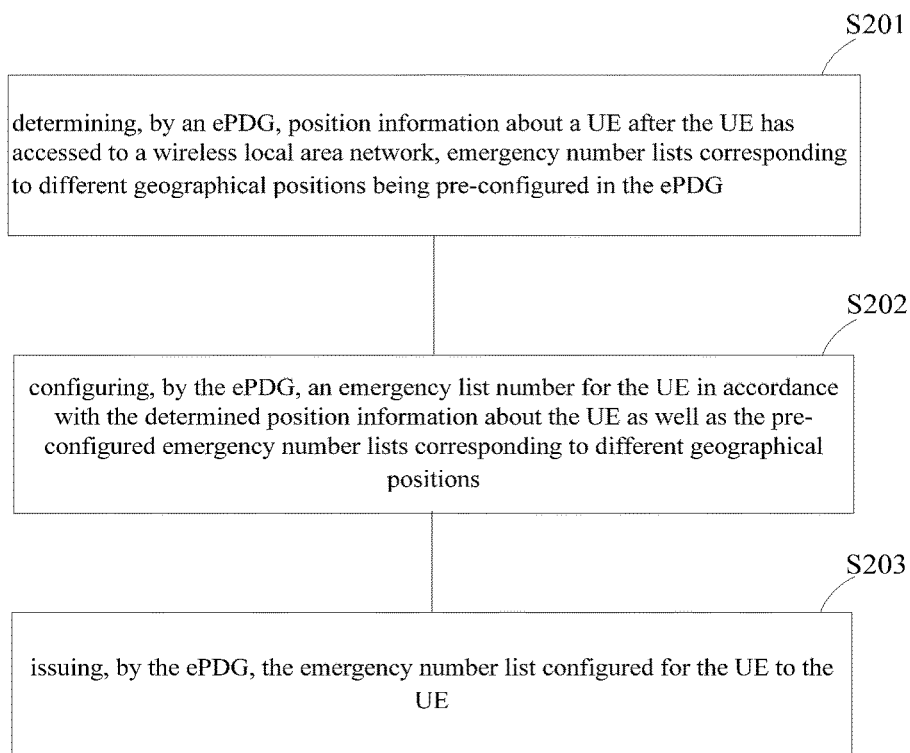 S201
determining, by an ePDG, position information about a UE after the UE has
accessed to a wireless local area network, emergency number lists corresponding
to different geographical positions being pre-configured in the ePDG
S202
configuring, by the ePDG, an emergency list number for the UE in accordance
with the determined position information about the UE as well as the pre-
configured emergency number lists corresponding to different geographical
positions
S203
issuing, by the ePDG, the emergency number list configured for the UE to the
UE